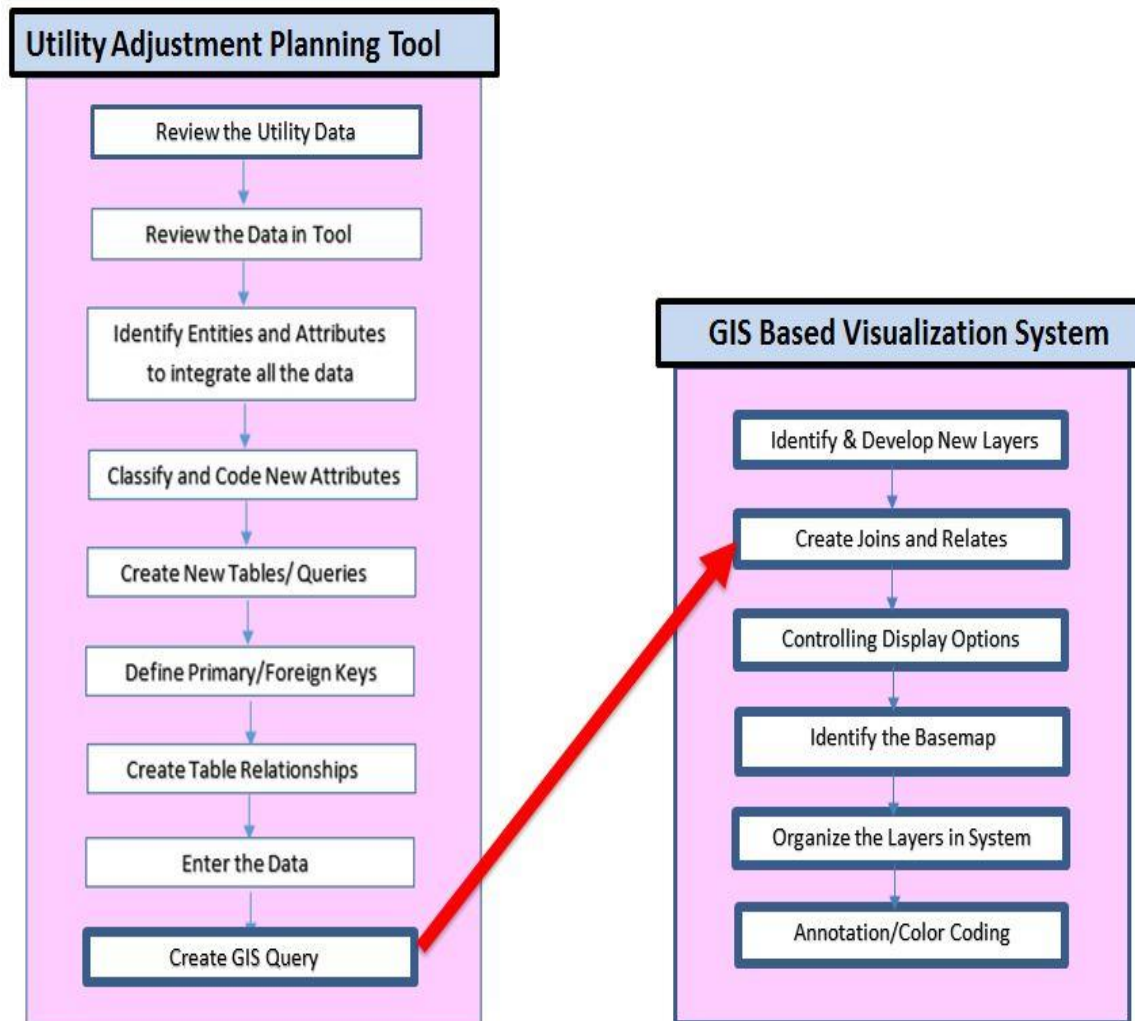 Utility Adjustment Planning Tool
Review the Utility Data
Review the Data in Tool
Identify Entities and Attributes
to integrate all the data
Classify and Code New Attributes
Create New Tables/ Queries
Define Primary/Foreign Keys
Create Table Relationships
Enter the Data
Create GIS Query
GIS Based Visualization System
Identify & Develop New Layers
Create Joins and Relates
Controlling Display Options
Identify the Basemap
Organize the Layers in System
Annotation/Color Coding